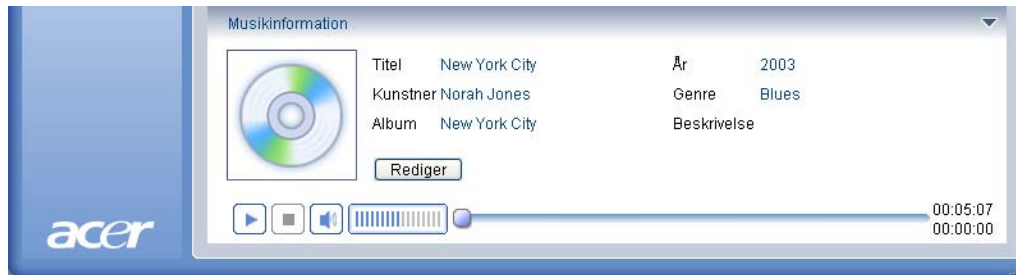 Musikinformation
Titel New York City År 2003
Kunstner Norah Jones Genre Blues
Album New York City Beskrivelse
Rediger
00:05:07
00:00:00
acer